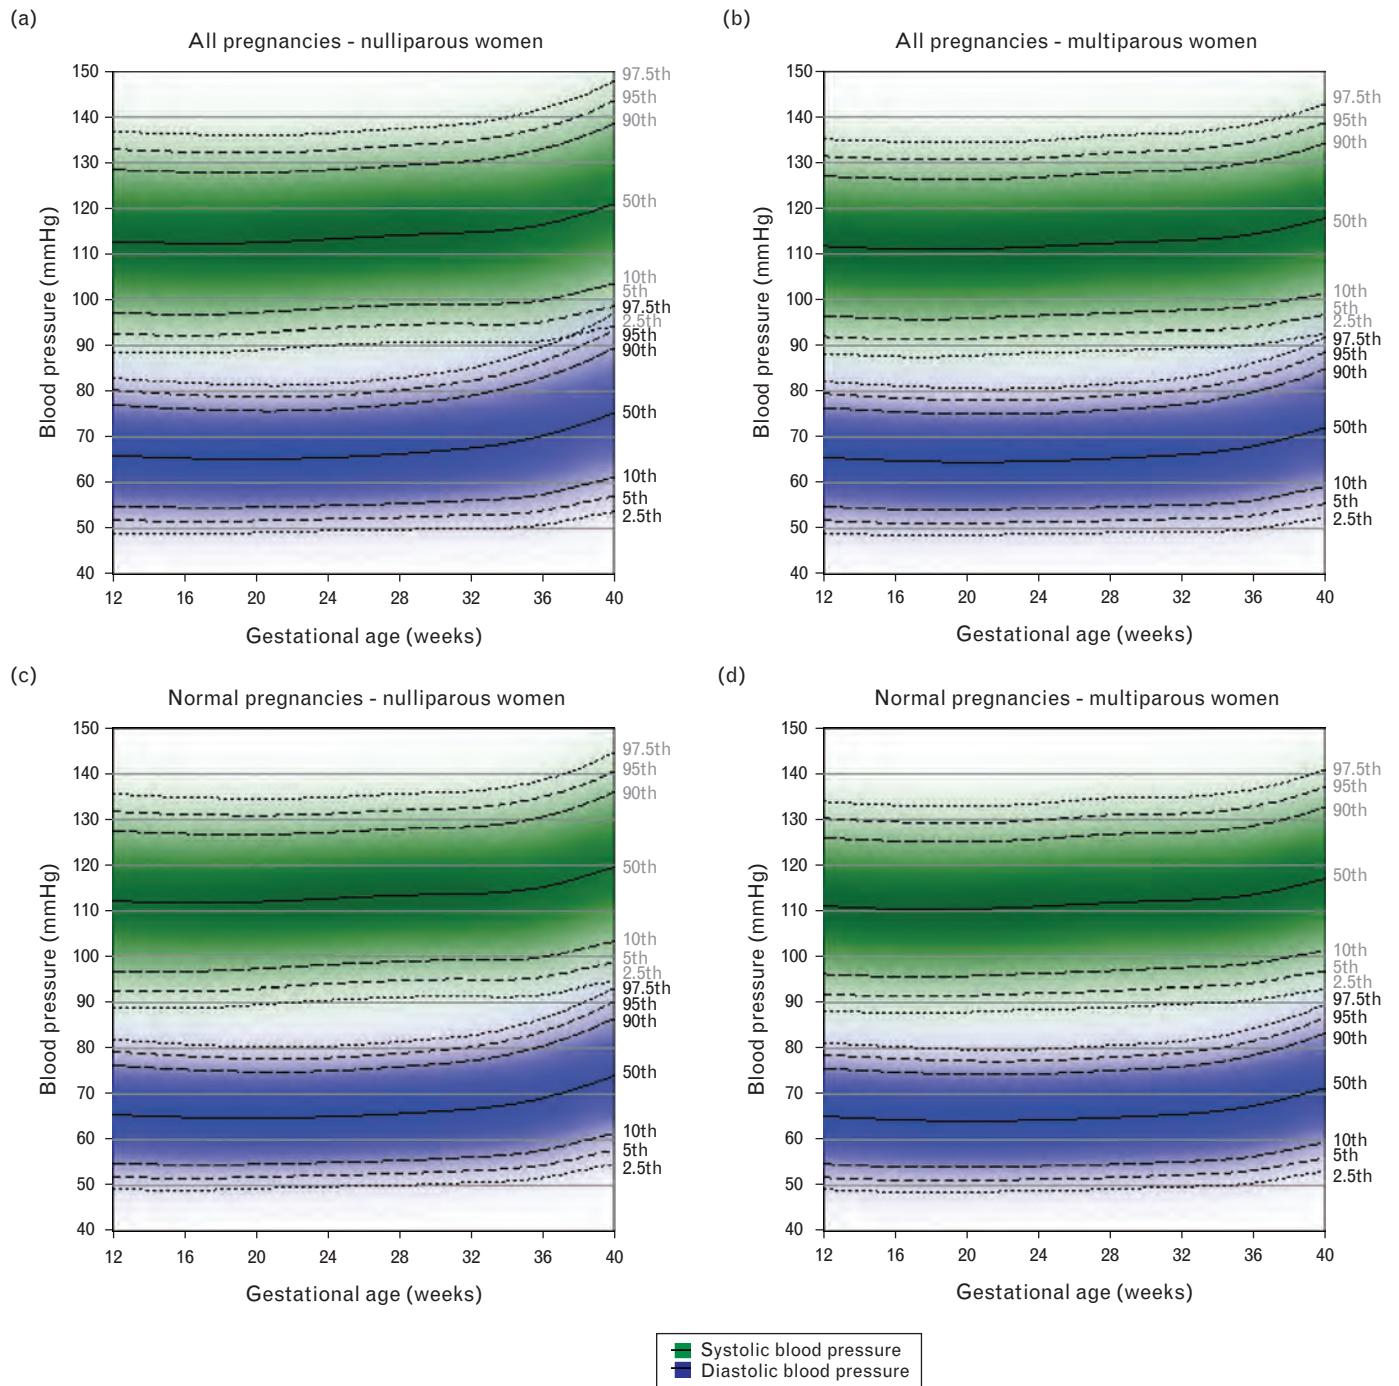 (a)
All pregnancies - nulliparous women
Blood pressure (mmHg)
150
140
130
120
110
100
90
80
70
60
50
40
97.5th
95th
90th
50th
10th
5th
97.5th
2.5th
95th
90th
50th
10th
5th
2.5th
12 16 20 24 28 32 36 40
Gestational age (weeks)
(b)
All pregnancies - multiparous women
Blood pressure (mmHg)
150
140
130
120
110
100
90
80
70
60
50
40
97.5th
95th
90th
50th
10th
5th
2.5th
97.5th
95th
90th
50th
10th
5th
2.5th
12 16 20 24 28 32 36 40
Gestational age (weeks)
(c)
Normal pregnancies - nulliparous women
Blood pressure (mmHg)
150
140
130
120
110
100
90
80
70
60
50
40
97.5th
95th
90th
50th
10th
5th
2.5th
97.5th
95th
90th
50th
10th
5th
2.5th
12 16 20 24 28 32 36 40
Gestational age (weeks)
(d)
Normal pregnancies - multiparous women
Blood pressure (mmHg)
150
140
130
120
110
100
90
80
70
60
50
40
97.5th
95th
90th
50th
10th
5th
2.5th
97.5th
95th
90th
50th
10th
5th
2.5th
12 16 20 24 28 32 36 40
Gestational age (weeks)
Systolic blood pressure
Diastolic blood pressure